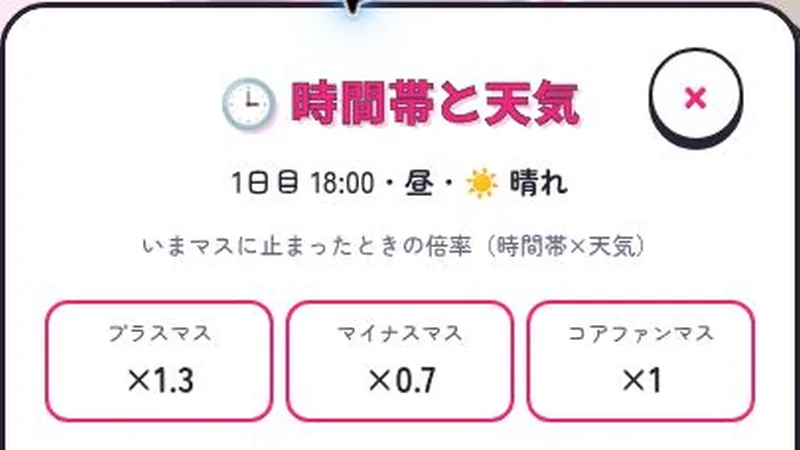 🕒 時間帯と天気
×
1日目 18:00・昼・☀️ 晴れ
いまマスに止まったときの倍率（時間帯×天気）
プラスマス
×1.3
マイナスマス
×0.7
コアファンマス
×1